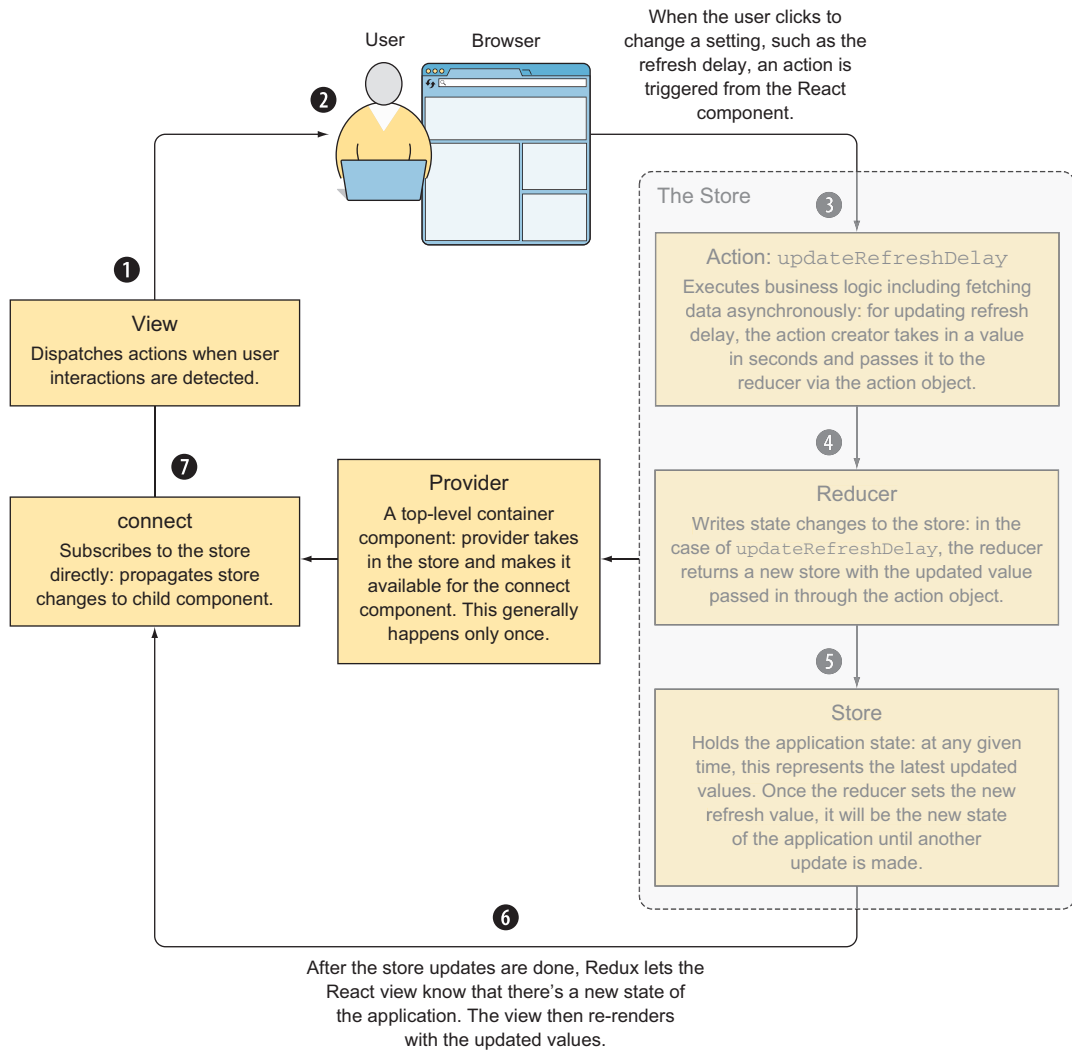 User
Browser
When the user clicks to
change a setting, such as the
refresh delay, an action is
triggered from the React
component.
2
The Store
3
Action: updateRefreshDelay
Executes business logic including fetching
data asynchronously: for updating refresh
delay, the action creator takes in a value
in seconds and passes it to the
reducer via the action object.
1
View
Dispatches actions when user
interactions are detected.
4
7
Provider
A top-level container
component: provider takes
in the store and makes it
available for the connect
component. This generally
happens only once.
Reducer
Writes state changes to the store: in the
case of updateRefreshDelay, the reducer
returns a new store with the updated value
passed in through the action object.
connect
Subscribes to the store
directly: propagates store
changes to child component.
5
Store
Holds the application state: at any given
time, this represents the latest updated
values. Once the reducer sets the new
refresh value, it will be the new state
of the application until another
update is made.
6
After the store updates are done, Redux lets the
React view know that there's a new state of
the application. The view then re-renders
with the updated values.